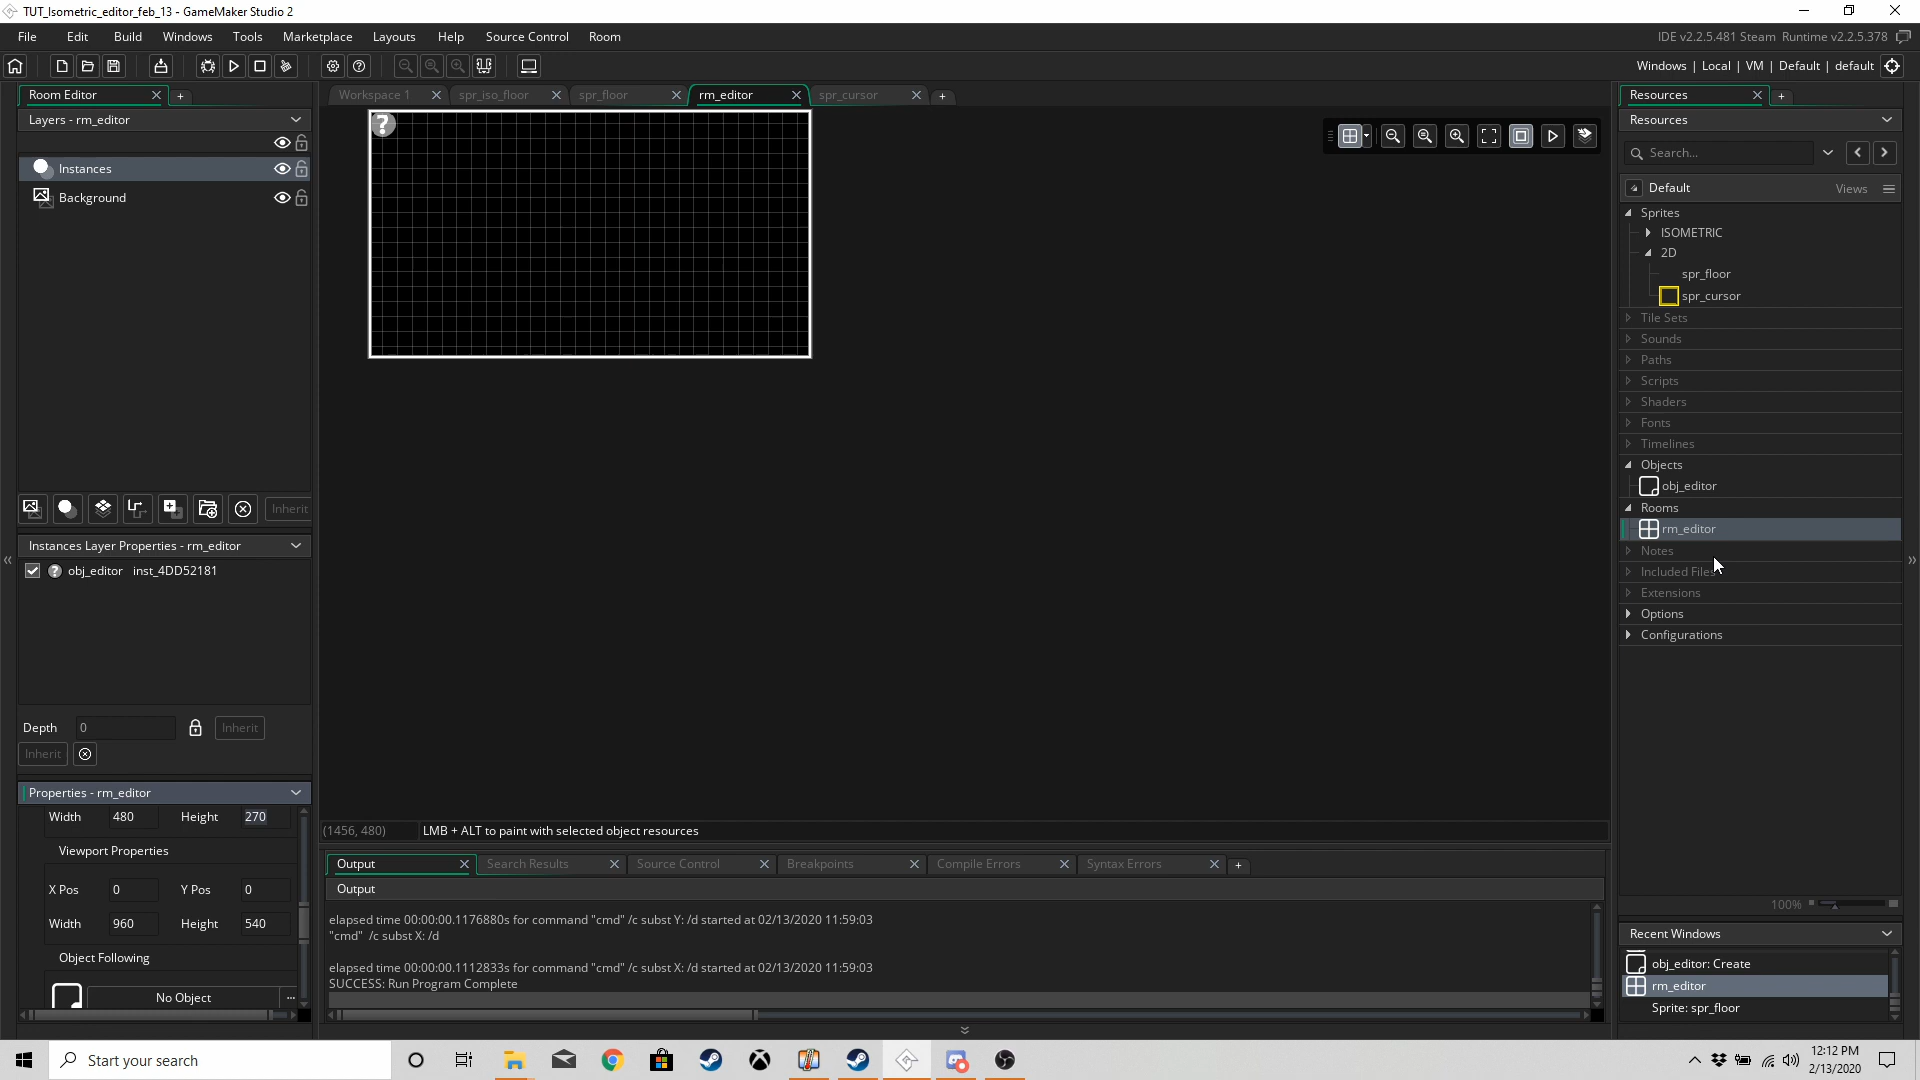 TUT_Isometric_editor_feb_13 - GameMaker Studio 2
File Edit Build Windows Tools Marketplace Layouts Help Source Control Room
IDE v2.2.5.481 Steam Runtime v2.2.5.378
Windows | Local | VM | Default | default
Room Editor
Workspace 1 spr_iso_floor spr_floor rm_editor spr_cursor
Resources
Layers - rm_editor
Resources
Search...
Instances
Background
Default Views
Sprites
ISOMETRIC
2D
spr_floor
spr_cursor
Tile Sets
Sounds
Paths
Scripts
Shaders
Fonts
Timelines
Objects
obj_editor
Rooms
rm_editor
Notes
Included Files
Extensions
Options
Configurations
Inherit
Instances Layer Properties - rm_editor
obj_editor inst_4DD52181
Depth 0 Inherit
Inherit
Properties - rm_editor
Width 480 Height 270
Viewport Properties
X Pos 0 Y Pos 0
Width 960 Height 540
Object Following
No Object ...
(1456, 480) LMB + ALT to paint with selected object resources
Output Search Results Source Control Breakpoints Compile Errors Syntax Errors
Output
elapsed time 00:00:00.1176880s for command "cmd" /c subst Y: /d started at 02/13/2020 11:59:03
"cmd" /c subst X: /d
elapsed time 00:00:00.1112833s for command "cmd" /c subst X: /d started at 02/13/2020 11:59:03
SUCCESS: Run Program Complete
100%
Recent Windows
obj_editor: Create
rm_editor
Sprite: spr_floor
Start your search
12:12 PM
2/13/2020